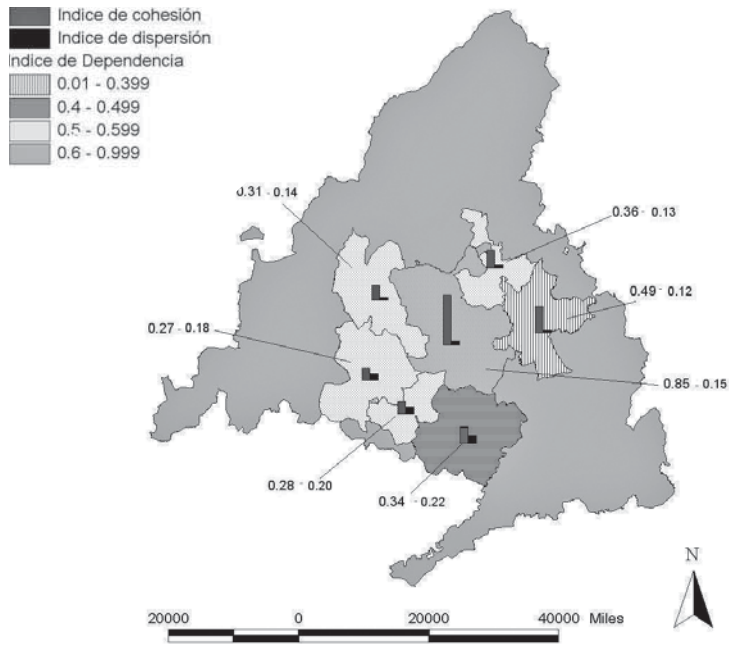 Indice de cohesión
Indice de dispersión
Indice de Dependencia
0.01 - 0.399
0.4 - 0.499
0.5 - 0.599
0.6 - 0.999
0.31 - 0.14
0.36 - 0.13
0.49 - 0.12
0.27 - 0.18
0.85 - 0.15
0.28 - 0.20
0.34 - 0.22
N
20000 0 20000 40000 Miles